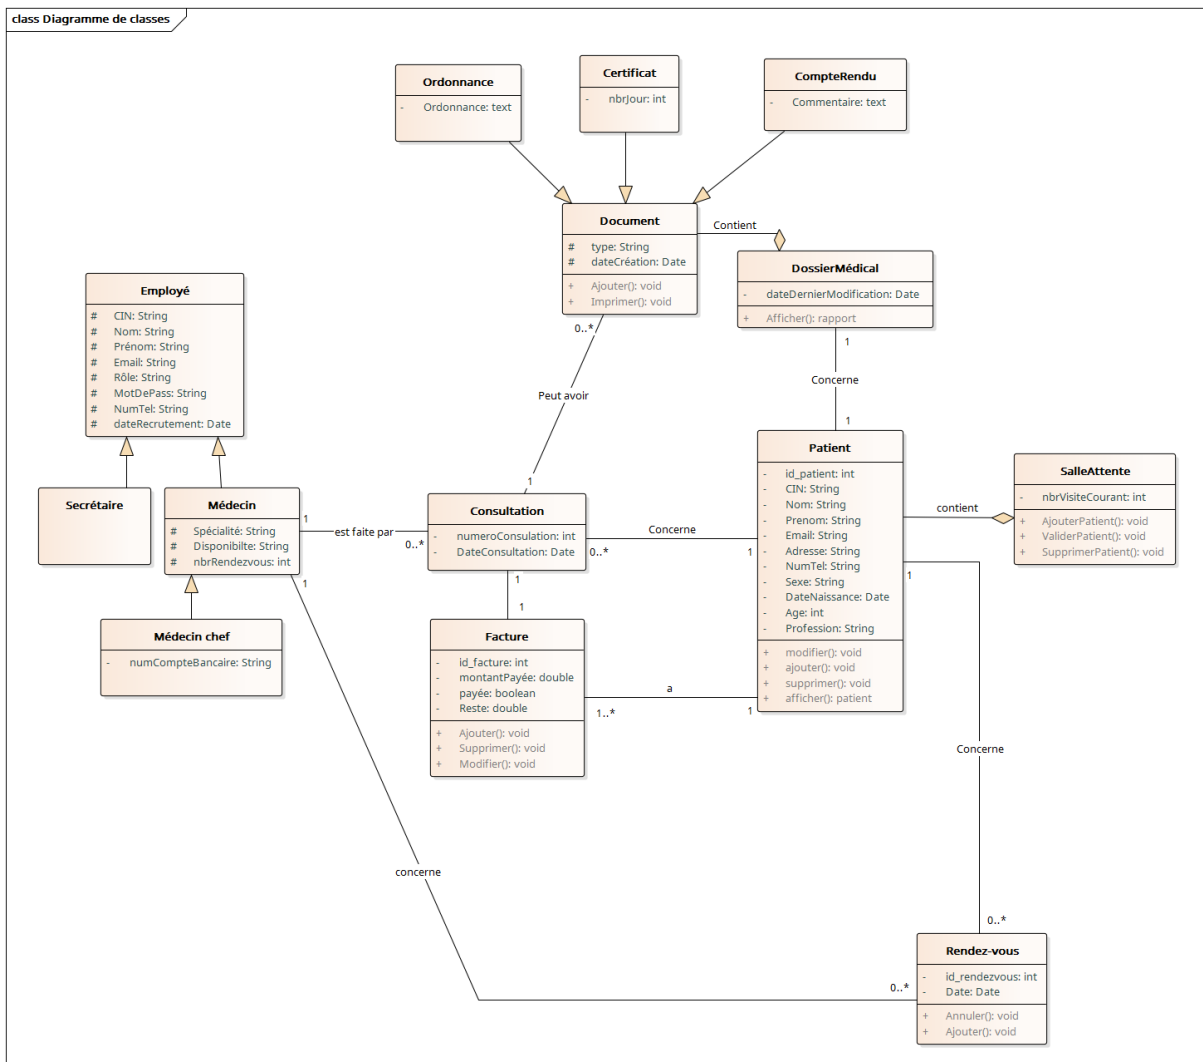 class Diagramme de classes
Ordonnance
- Ordonnance: text
Certificat
- nbrJour: int
CompteRendu
- Commentaire: text
Document
# type: String
# dateCréation: Date
+ Ajouter(): void
+ Imprimer(): void
Contient
DossierMédical
- dateDernierModification: Date
+ Afficher(): rapport
Employé
# CIN: String
# Nom: String
# Prénom: String
# Email: String
# Rôle: String
# MotDePass: String
# NumTel: String
# dateRecrutement: Date
0..*
Peut avoir
1
1
Concerne
1
Secrétaire
Médecin
# Spécialité: String
# Disponibilte: String
# nbrRendezvous: int
1
est faite par
0..*
Consultation
- numeroConsulation: int
- DateConsultation: Date
Concerne
0..*
1
Patient
- id_patient: int
- CIN: String
- Nom: String
- Prenom: String
- Email: String
- Adresse: String
- NumTel: String
- Sexe: String
- DateNaissance: Date
- Age: int
- Profession: String
+ modifier(): void
+ ajouter(): void
+ supprimer(): void
+ afficher(): patient
contient
SalleAttente
- nbrVisiteCourant: int
+ AjouterPatient(): void
+ ValiderPatient(): void
+ SupprimerPatient(): void
1
1
1
1
Médecin chef
- numCompteBancaire: String
Facture
- id_facture: int
- montantPayée: double
- payée: boolean
- Reste: double
+ Ajouter(): void
+ Supprimer(): void
+ Modifier(): void
a
1..*
1
Concerne
concerne
0..*
0..*
Rendez-vous
- id_rendezvous: int
- Date: Date
+ Annuler(): void
+ Ajouter(): void